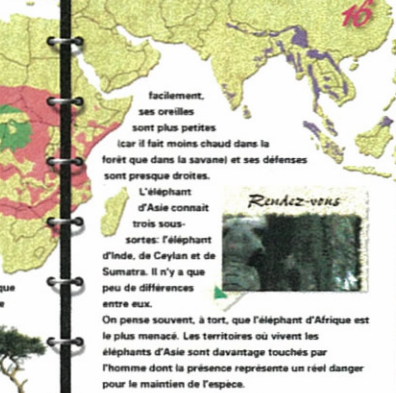 16
facilement,
ses oreilles
sont plus petites
(car il fait moins chaud dans la
forêt que dans la savane) et ses défenses
sont presque droites.
L'éléphant
d'Asie connait
trois sous-
sortes: l'éléphant
d'Inde, de Ceylan et de
Sumatra. Il n'y a que
peu de différences
entre eux.
On pense souvent, à tort, que l'éléphant d'Afrique est
le plus menacé. Les territoires où vivent les
éléphants d'Asie sont davantage touchés par
l'homme dont la présence représente un réel danger
pour le maintien de l'espèce.
Rendez-vous
que
e